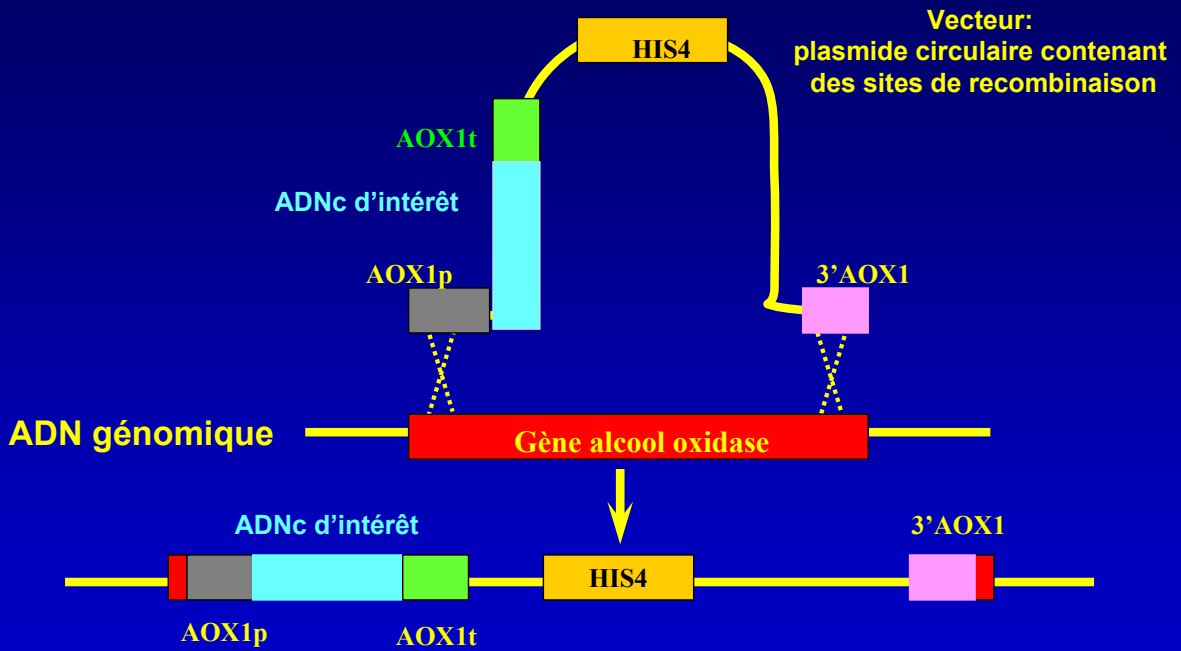 Vecteur:
plasmide circulaire contenant
des sites de recombinaison
HIS4
AOX1t
ADNc d’intérêt
AOX1p
3’AOX1
ADN génomique
Gène alcool oxidase
ADNc d’intérêt
3’AOX1
HIS4
AOX1p
AOX1t